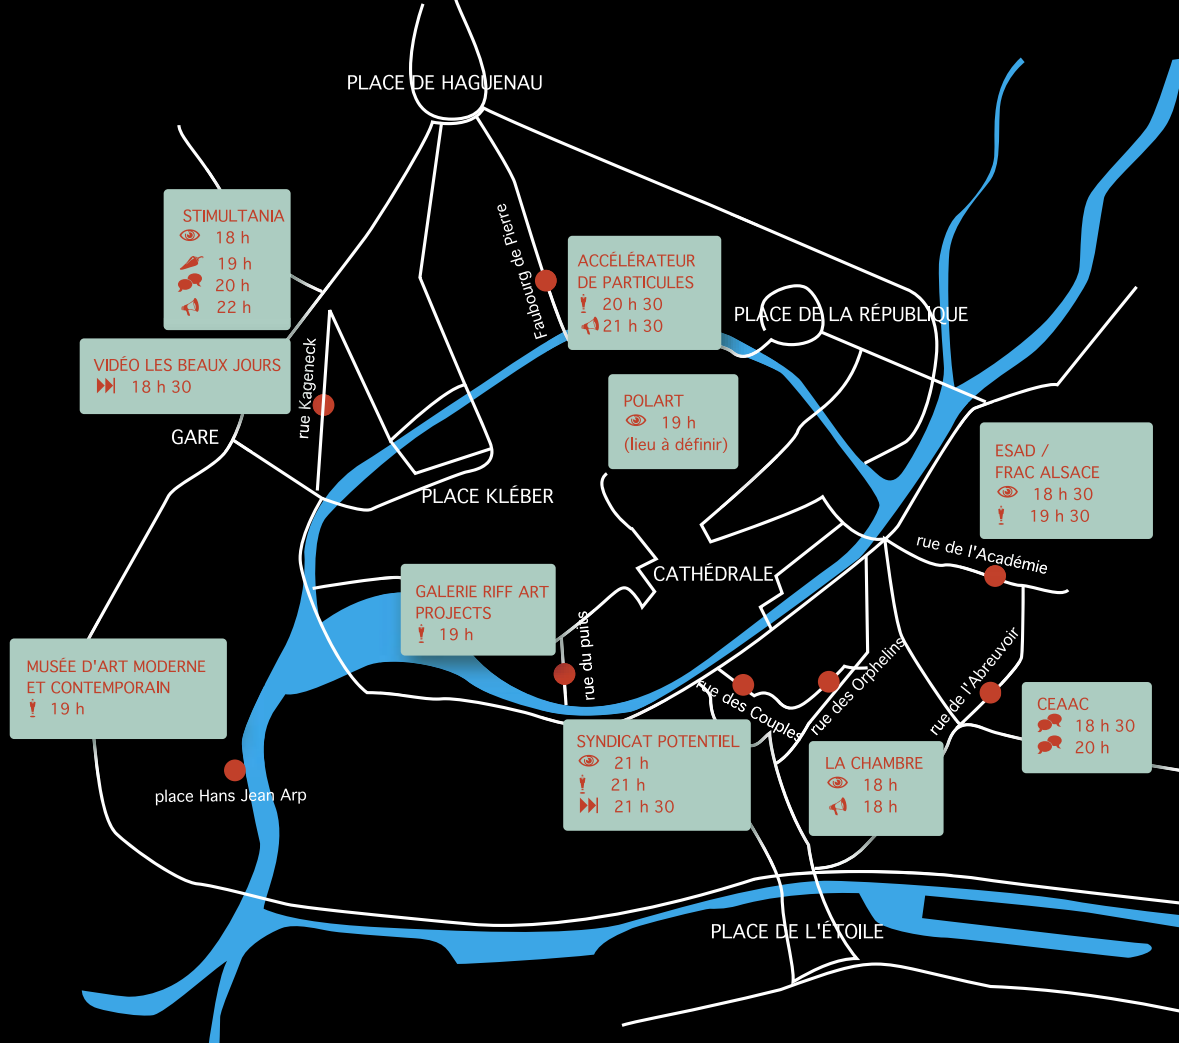 PLACE DE HAGUENAU
STIMULTANIA
18 h
19 h
20 h
22 h
Faubourg de Pierre
ACCÉLÉRATEUR
DE PARTICULES
20 h 30
21 h 30
PLACE DE LA RÉPUBLIQUE
VIDÉO LES BEAUX JOURS
18 h 30
rue Kageneck
GARE
POLART
19 h
(lieu à définir)
ESAD /
FRAC ALSACE
18 h 30
19 h 30
PLACE KLÉBER
rue de l'Académie
CATHÉDRALE
GALERIE RIFF ART
PROJECTS
19 h
rue du puits
MUSÉE D'ART MODERNE
ET CONTEMPORAIN
19 h
rue des Couples
rue des Orphelins
rue de l'Abreuvoir
CEAAC
18 h 30
20 h
SYNDICAT POTENTIEL
21 h
21 h
21 h 30
LA CHAMBRE
18 h
18 h
place Hans Jean Arp
PLACE DE L'ÉTOILE